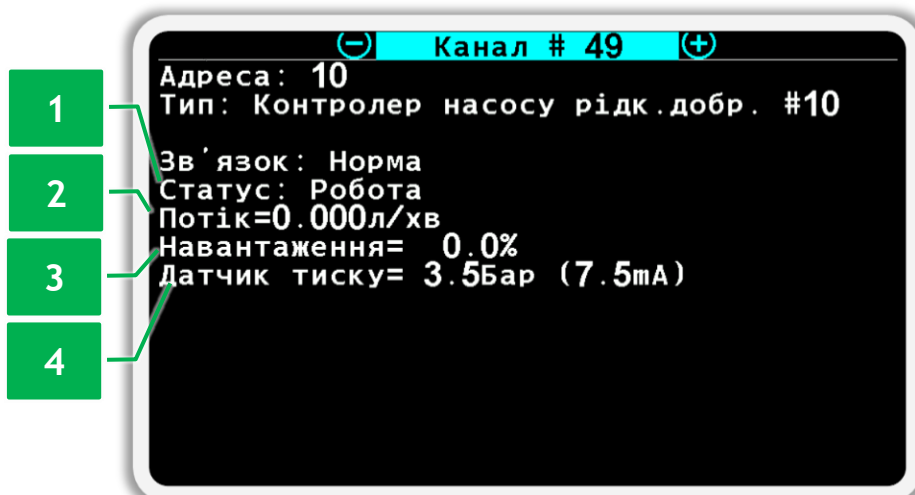 − Канал # 49 +
Адреса: 10
Тип: Контролер насосу рідк.добр. #10
Зв'язок: Норма
Статус: Робота
Потік=0.000л/хв
Навантаження= 0.0%
Датчик тиску= 3.5Бар (7.5mA)
1
2
3
4